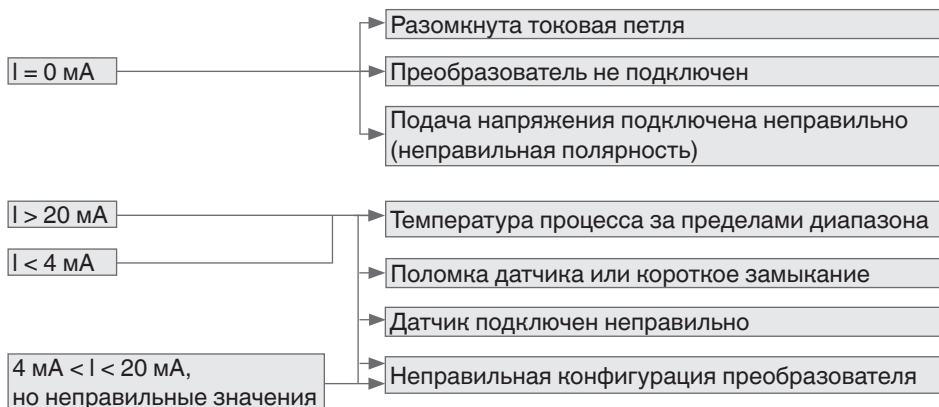 I = 0 мА
Разомкнута токовая петля
Преобразователь не подключен
Подача напряжения подключена неправильно
(неправильная полярность)
I > 20 мА
I < 4 мА
Температура процесса за пределами диапазона
Поломка датчика или короткое замыкание
Датчик подключен неправильно
4 мА < I < 20 мА,
но неправильные значения
Неправильная конфигурация преобразователя